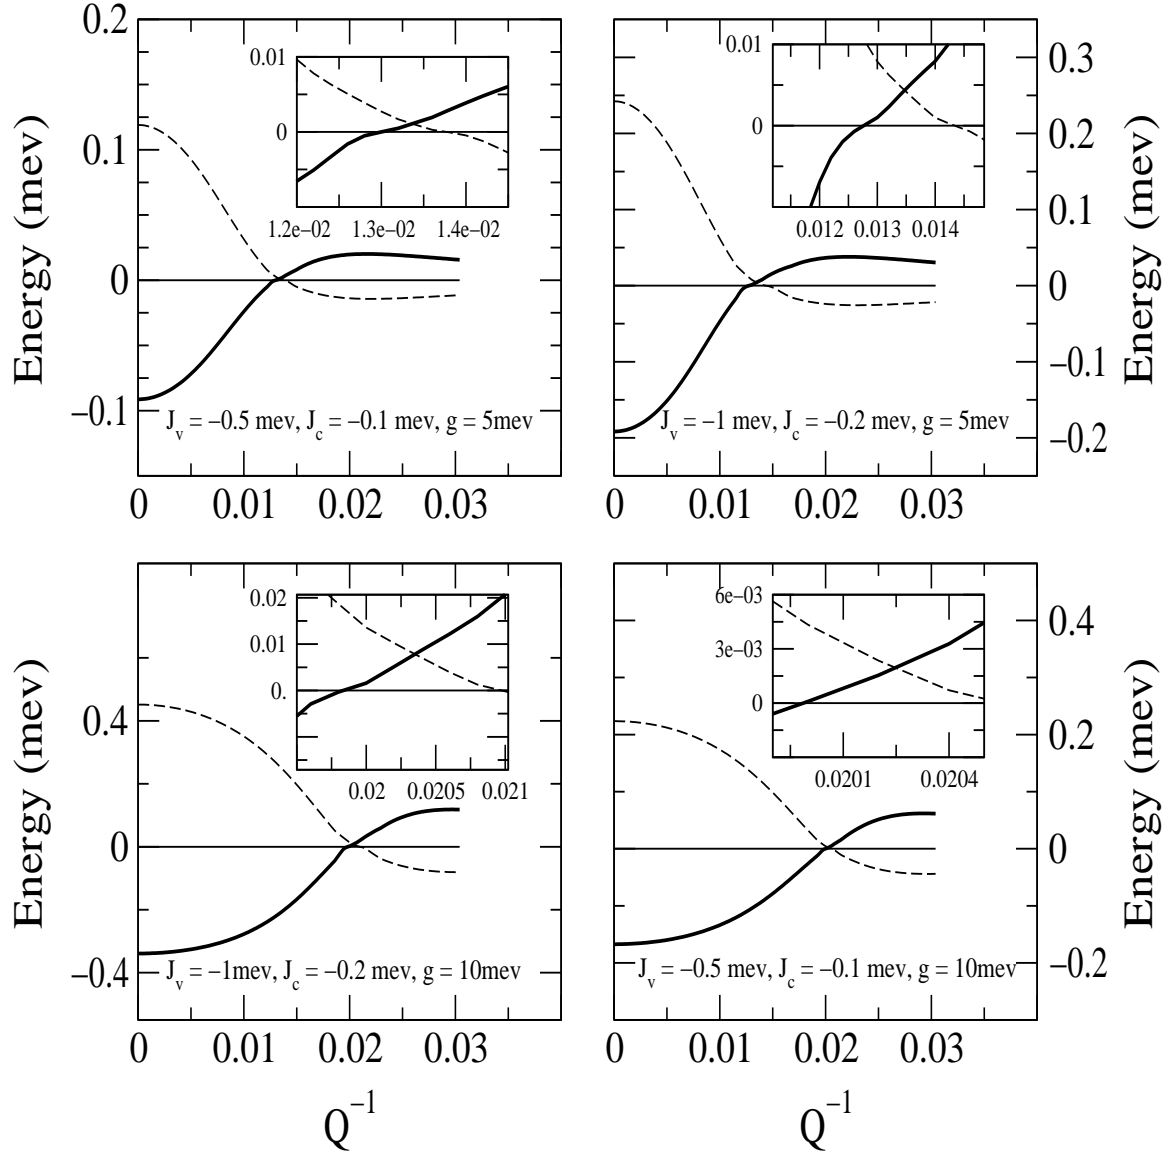 0.2
0.1
0
−0.1
Energy (mev)
0.01
0
1.2e−02 1.3e−02 1.4e−02
J_v = −0.5 mev, J_c = −0.1 mev, g = 5mev
0 0.01 0.02 0.03
0.01
0
0.012 0.013 0.014
0.3
0.2
0.1
0
−0.1
−0.2
Energy (mev)
J_v = −1 mev, J_c = −0.2 mev, g = 5mev
0 0.01 0.02 0.03
0.4
0
−0.4
Energy (mev)
0.02
0.01
0.
0.02 0.0205 0.021
J_v = −1mev, J_c = −0.2 mev, g = 10mev
0 0.01 0.02 0.03
Q^−1
6e−03
3e−03
0
0.0201 0.0204
0.4
0.2
0
−0.2
Energy (mev)
J_v = −0.5 mev, J_c = −0.1 mev, g = 10mev
0 0.01 0.02 0.03
Q^−1